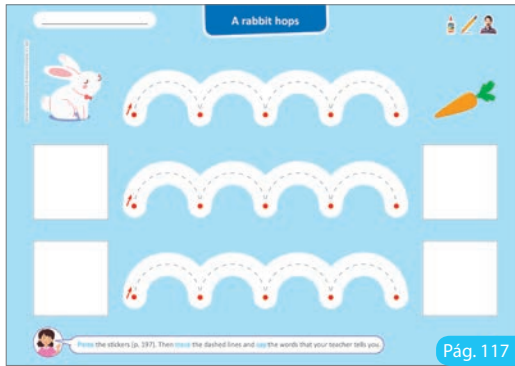 A rabbit hops
Paste the stickers (p. 197). Then trace the dashed lines and say the words that your teacher tells you.
Pág. 117